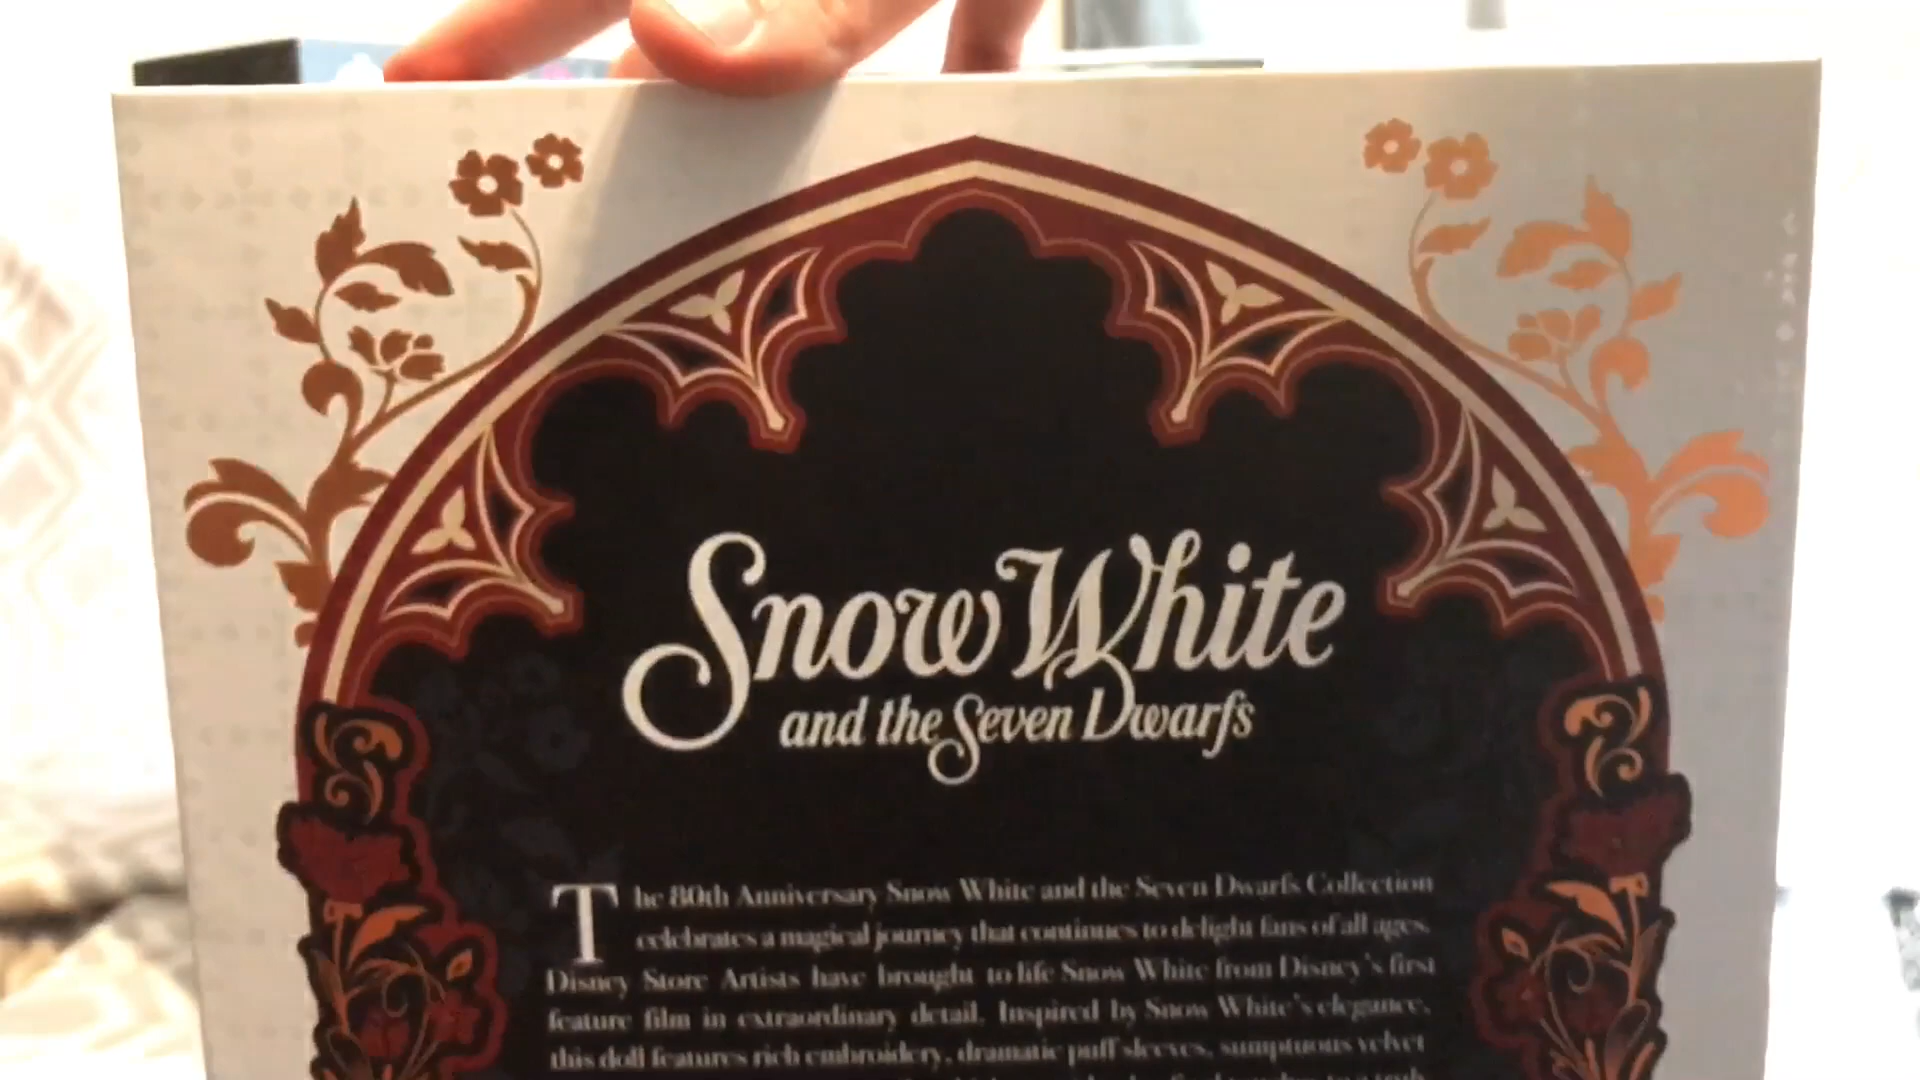 Snow White
and the Seven Dwarfs
The 80th Anniversary Snow White and the Seven Dwarfs Collection
celebrates a magical journey that continues to delight fans of all ages.
Disney Store Artists have brought to life Snow White from Disney's first
feature film in extraordinary detail. Inspired by Snow White's elegance,
this doll features rich embroidery, dramatic puff sleeves, sumptuous velvet